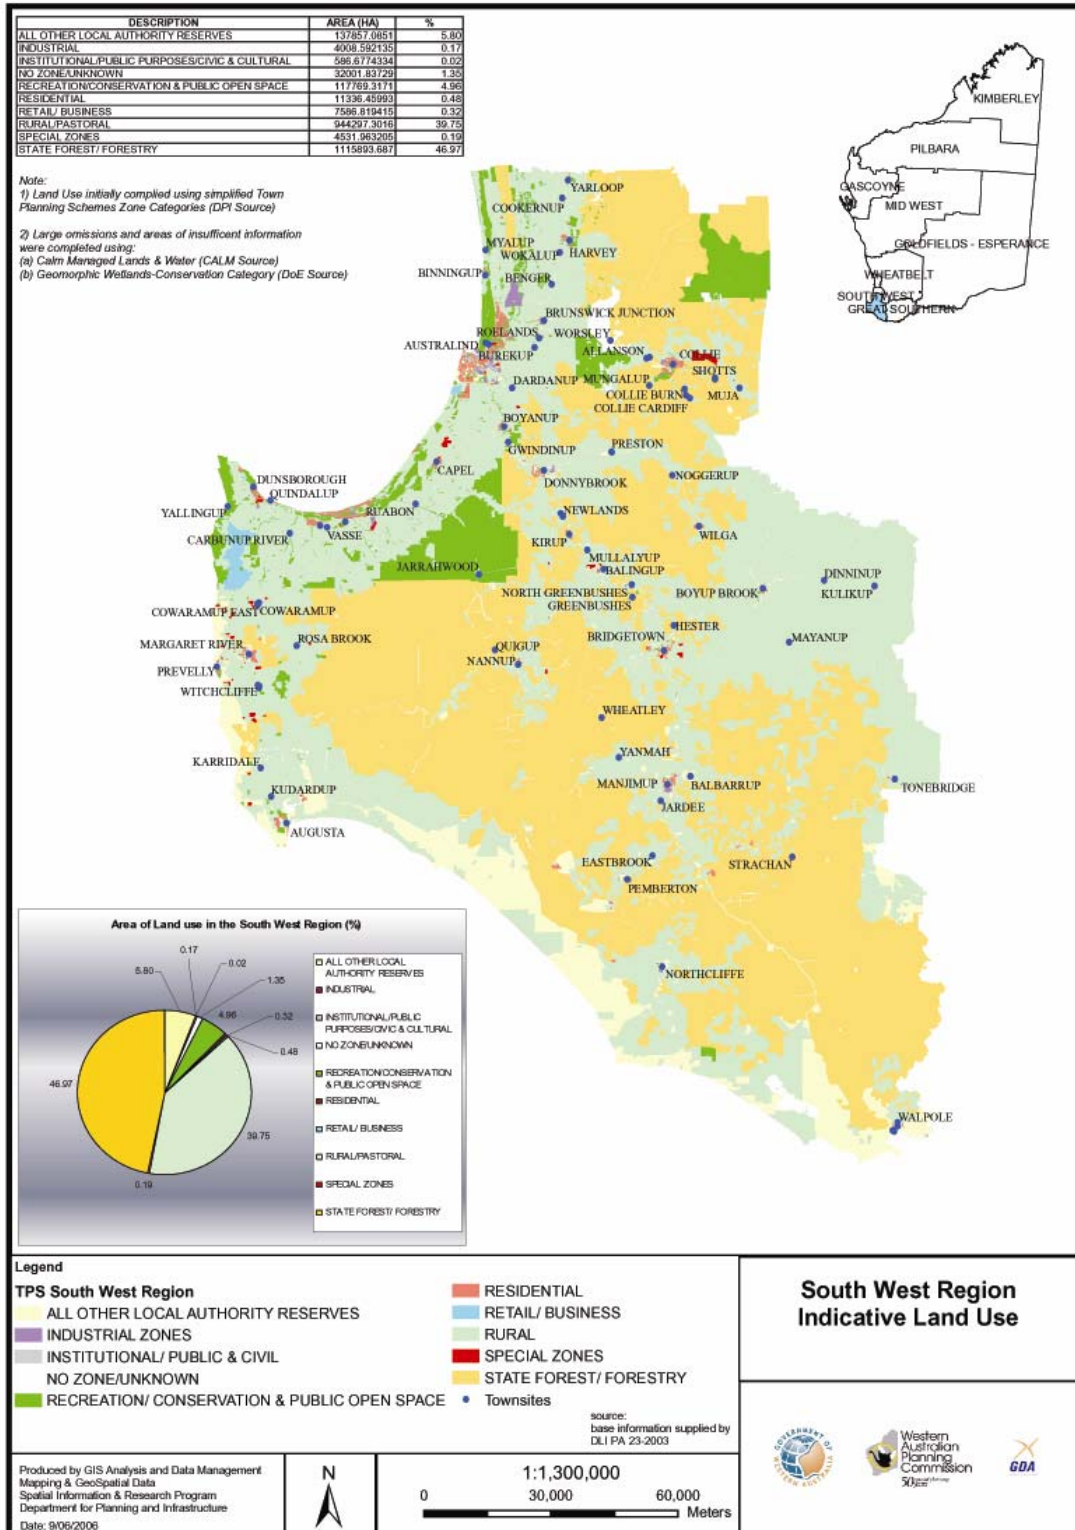 DESCRIPTION AREA (HA) %
ALL OTHER LOCAL AUTHORITY RESERVES 137857.0851 5.80
INDUSTRIAL 4008.592135 0.17
INSTITUTIONAL/PUBLIC PURPOSES/CIVIC & CULTURAL 586.6774334 0.02
NO ZONE/UNKNOWN 32001.83729 1.35
RECREATION/CONSERVATION & PUBLIC OPEN SPACE 117769.3171 4.96
RESIDENTIAL 11336.45993 0.48
RETAIL/ BUSINESS 7586.819415 0.32
RURAL/PASTORAL 944297.3016 39.75
SPECIAL ZONES 4531.963205 0.19
STATE FOREST/ FORESTRY 1115893.687 46.97
Note:
1) Land Use initially complied using simplified Town
Planning Schemes Zone Categories (DPI Source)
2) Large omissions and areas of insufficent information
were completed using:
(a) Calm Managed Lands & Water (CALM Source)
(b) Geomorphic Wetlands-Conservation Category (DoE Source)
KIMBERLEY
PILBARA
GASCOYNE
MID WEST
GOLDFIELDS - ESPERANCE
WHEATBELT
SOUTH WEST
GREAT SOUTHERN
YARLOOP
COOKERNUP
MYALUP
WOKALUP
HARVEY
BINNINGUP
BENGER
BRUNSWICK JUNCTION
ROELANDS
WORSLEY
AUSTRALIND
BUREKUP
ALLANSON
COLLIE
SHOTTS
DARDANUP
MUNGALUP
COLLIE BURN
MUJA
COLLIE CARDIFF
BOYANUP
GWINDINUP
PRESTON
CAPEL
DONNYBROOK
NOGGERUP
DUNSBOROUGH
QUINDALUP
YALLINGUP
RUABON
NEWLANDS
CARBUNUP RIVER
VASSE
KIRUP
WILGA
MULLALYUP
BALINGUP
JARRAHWOOD
DINNINUP
NORTH GREENBUSHES
BOYUP BROOK
KULIKUP
GREENBUSHES
COWARAMUP EAST
COWARAMUP
HESTER
MARGARET RIVER
ROSA BROOK
BRIDGETOWN
MAYANUP
QUIGUP
NANNUP
PREVELLY
WITCHCLIFFE
WHEATLEY
YANMAH
KARRIDALE
MANJIMUP
BALBARRUP
TONEBRIDGE
KUDARDUP
JARDEE
AUGUSTA
EASTBROOK
STRACHAN
PEMBERTON
NORTHCLIFFE
WALPOLE
Area of Land use in the South West Region (%)
0.17
5.80
0.02
1.35
4.96
0.32
0.48
46.97
39.75
0.19
ALL OTHER LOCAL
AUTHORITY RESERVES
INDUSTRIAL
INSTITUTIONAL/PUBLIC
PURPOSES/CIVIC & CULTURAL
NO ZONE/UNKNOWN
RECREATION/CONSERVATION
& PUBLIC OPEN SPACE
RESIDENTIAL
RETAIL/ BUSINESS
RURAL/PASTORAL
SPECIAL ZONES
STATE FOREST/ FORESTRY
Legend
TPS South West Region
ALL OTHER LOCAL AUTHORITY RESERVES
INDUSTRIAL ZONES
INSTITUTIONAL/ PUBLIC & CIVIL
NO ZONE/UNKNOWN
RECREATION/ CONSERVATION & PUBLIC OPEN SPACE
RESIDENTIAL
RETAIL/ BUSINESS
RURAL
SPECIAL ZONES
STATE FOREST/ FORESTRY
Townsites
source:
base information supplied by
DLI PA 23-2003
South West Region
Indicative Land Use
GOVERNMENT OF
WESTERN AUSTRALIA
Western
Australian
Planning
Commission
GDA
Produced by GIS Analysis and Data Management
Mapping & GeoSpatial Data
Spatial Information & Research Program
Department for Planning and Infrastructure
Date: 9/06/2006
N
1:1,300,000
0 30,000 60,000
Meters